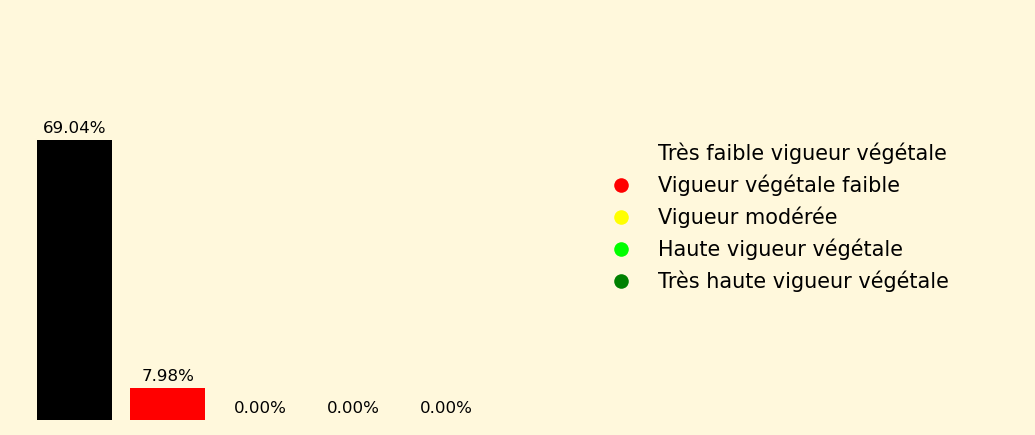 69.04%
7.98%
0.00%
0.00%
0.00%
Très faible vigueur végétale
Vigueur végétale faible
Vigueur modérée
Haute vigueur végétale
Très haute vigueur végétale